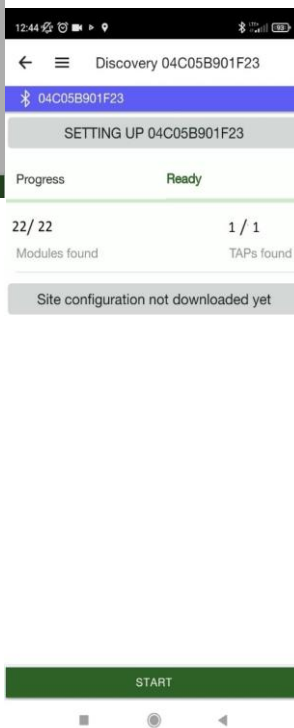 12:44
93
Discovery 04C05B901F23
04C05B901F23
SETTING UP 04C05B901F23
Progress Ready
22/ 22 1 / 1
Modules found TAPs found
Site configuration not downloaded yet
START